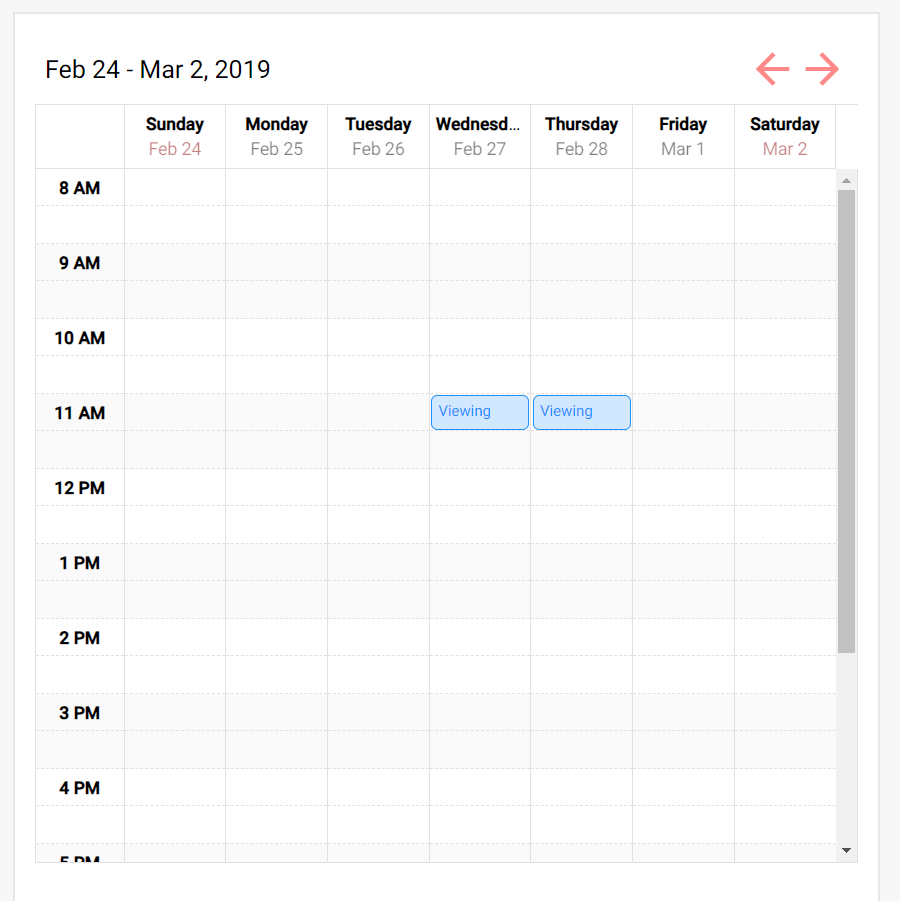 Feb 24 - Mar 2, 2019
Sunday Monday Tuesday Wednesd... Thursday Friday Saturday
Feb 24 Feb 25 Feb 26 Feb 27 Feb 28 Mar 1 Mar 2
8 AM
9 AM
10 AM
11 AM Viewing Viewing
12 PM
1 PM
2 PM
3 PM
4 PM
5 PM